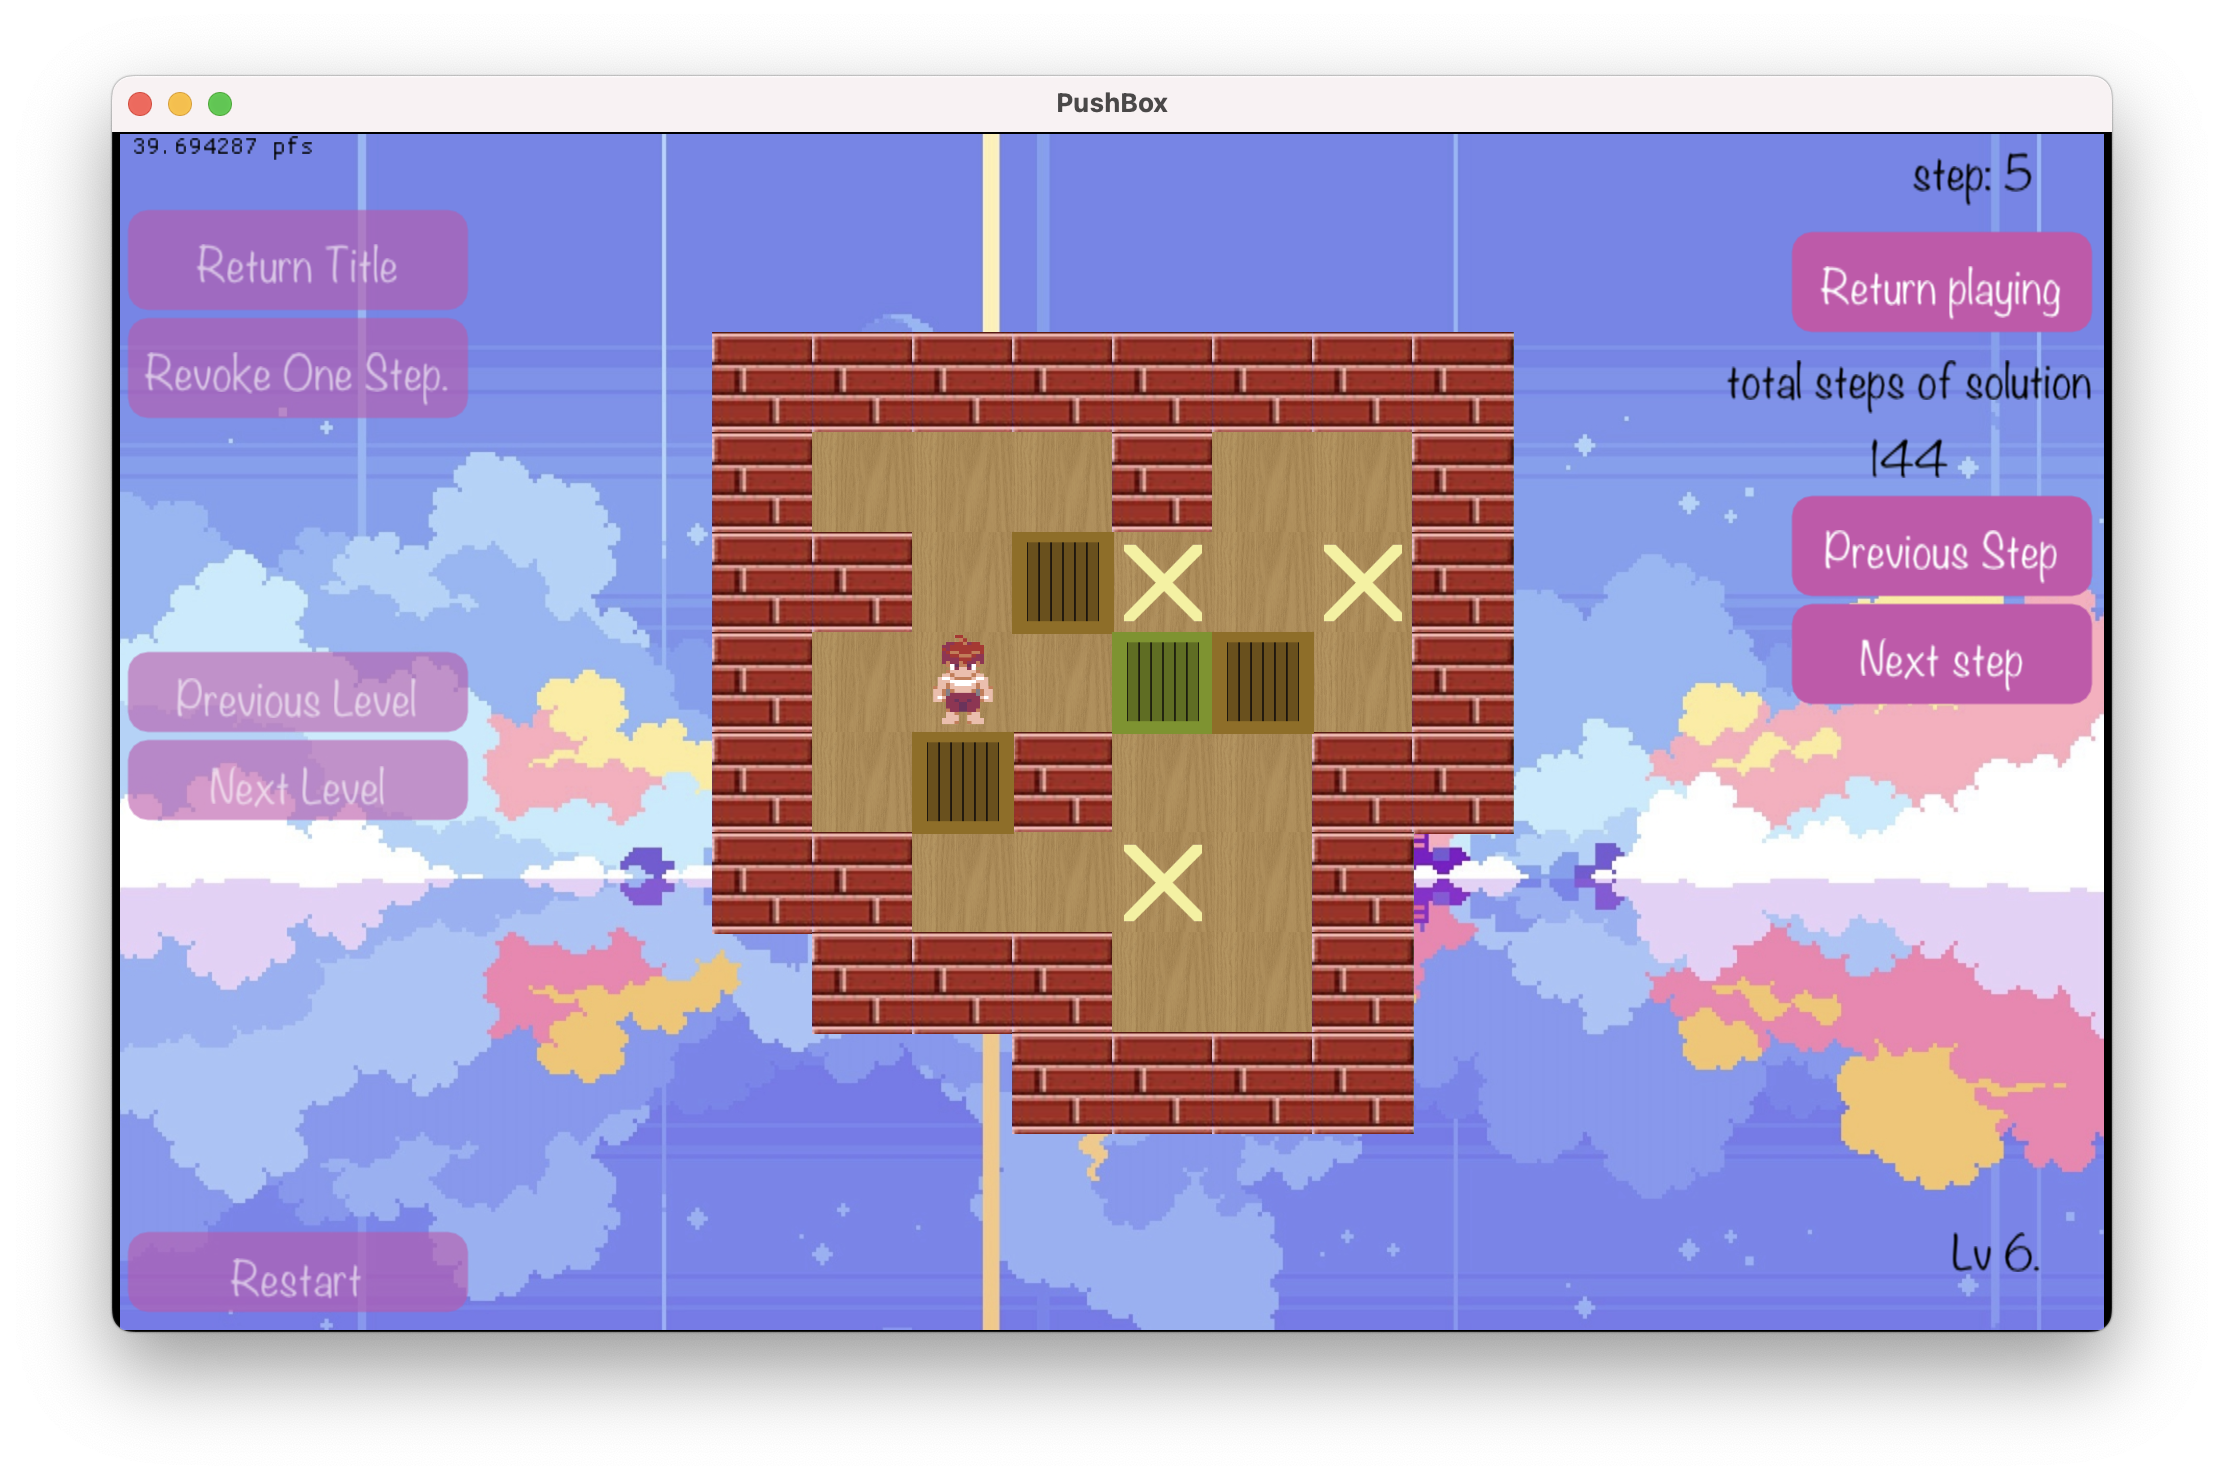 PushBox
39.694287 pfs
step: 5
Return Title
Return playing
Revoke One Step.
total steps of solution
144
Previous Step
Next step
Previous Level
Next Level
Restart
Lv 6.